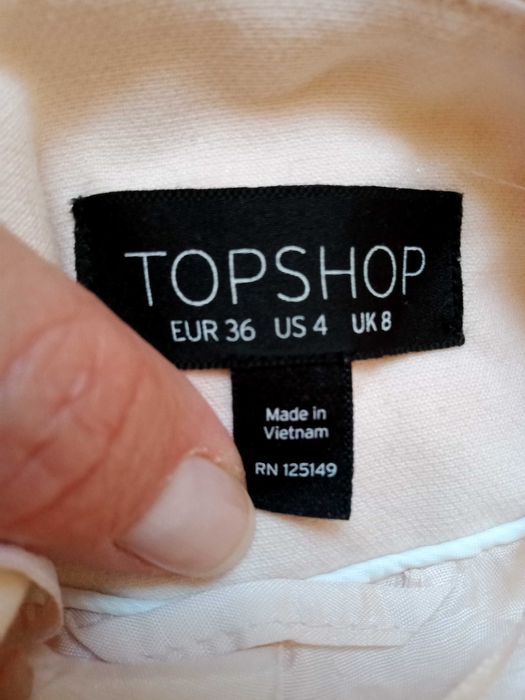 TOPSHOP
EUR 36 US 4 UK 8
Made in
Vietnam
RN 125149